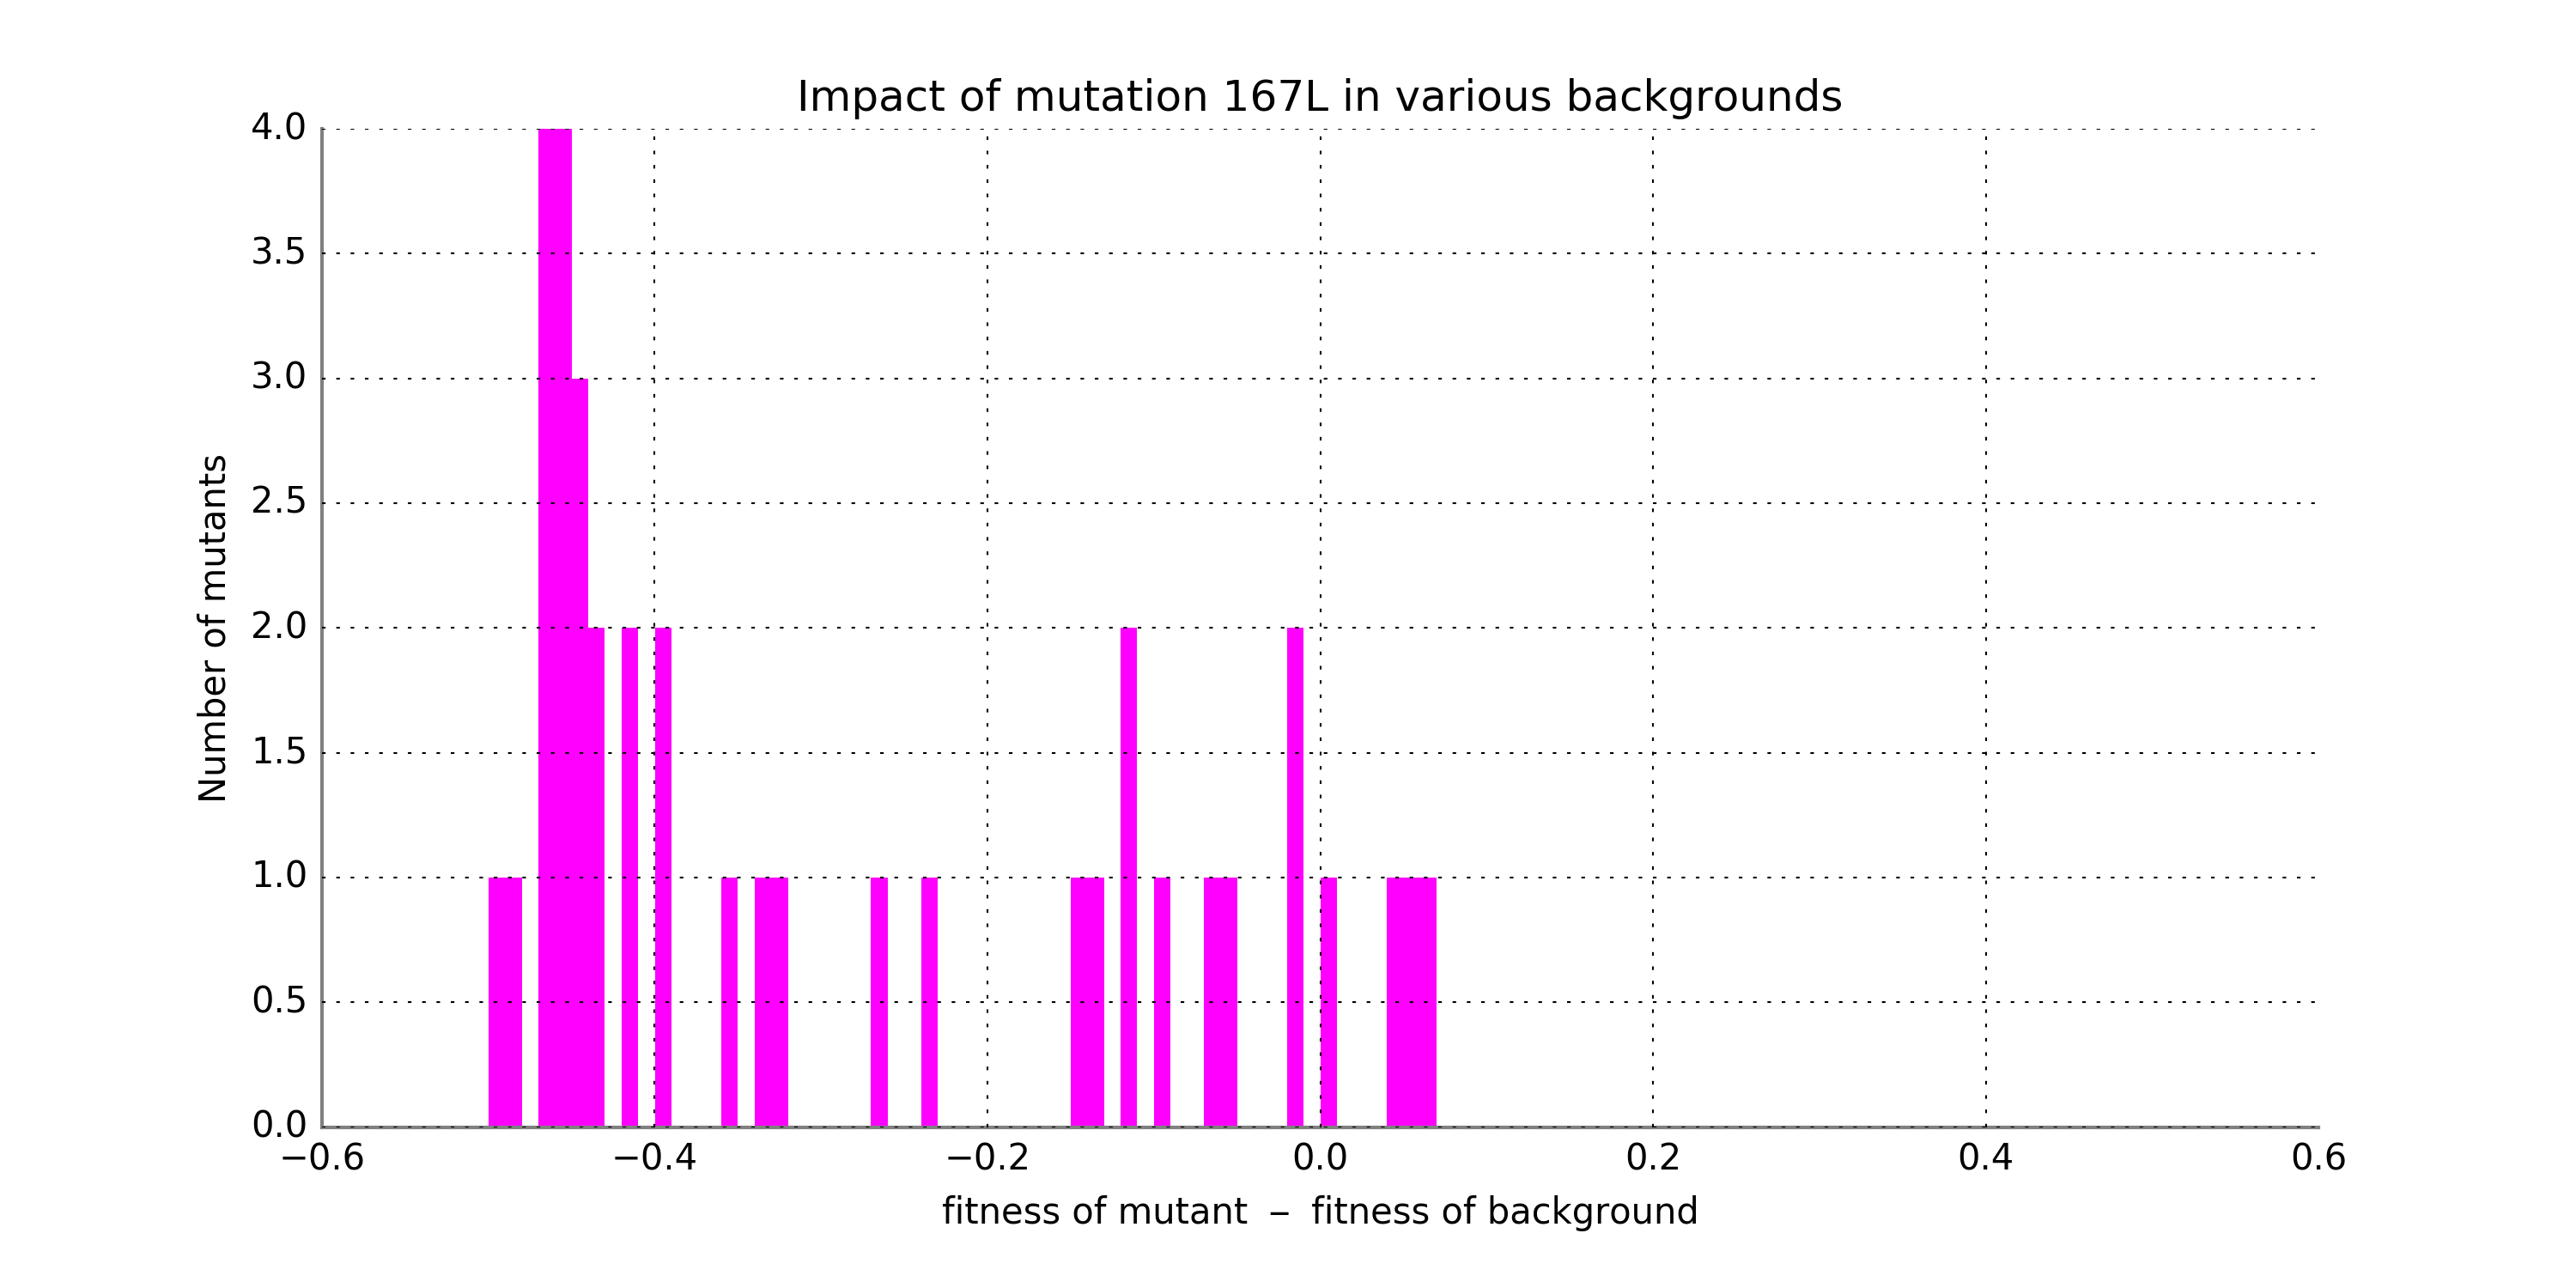 Impact of mutation 167L in various backgrounds
4.0
3.5
3.0
2.5
2.0
1.5
1.0
0.5
0.0
Number of mutants
−0.6 −0.4 −0.2 0.0 0.2 0.4 0.6
fitness of mutant − fitness of background